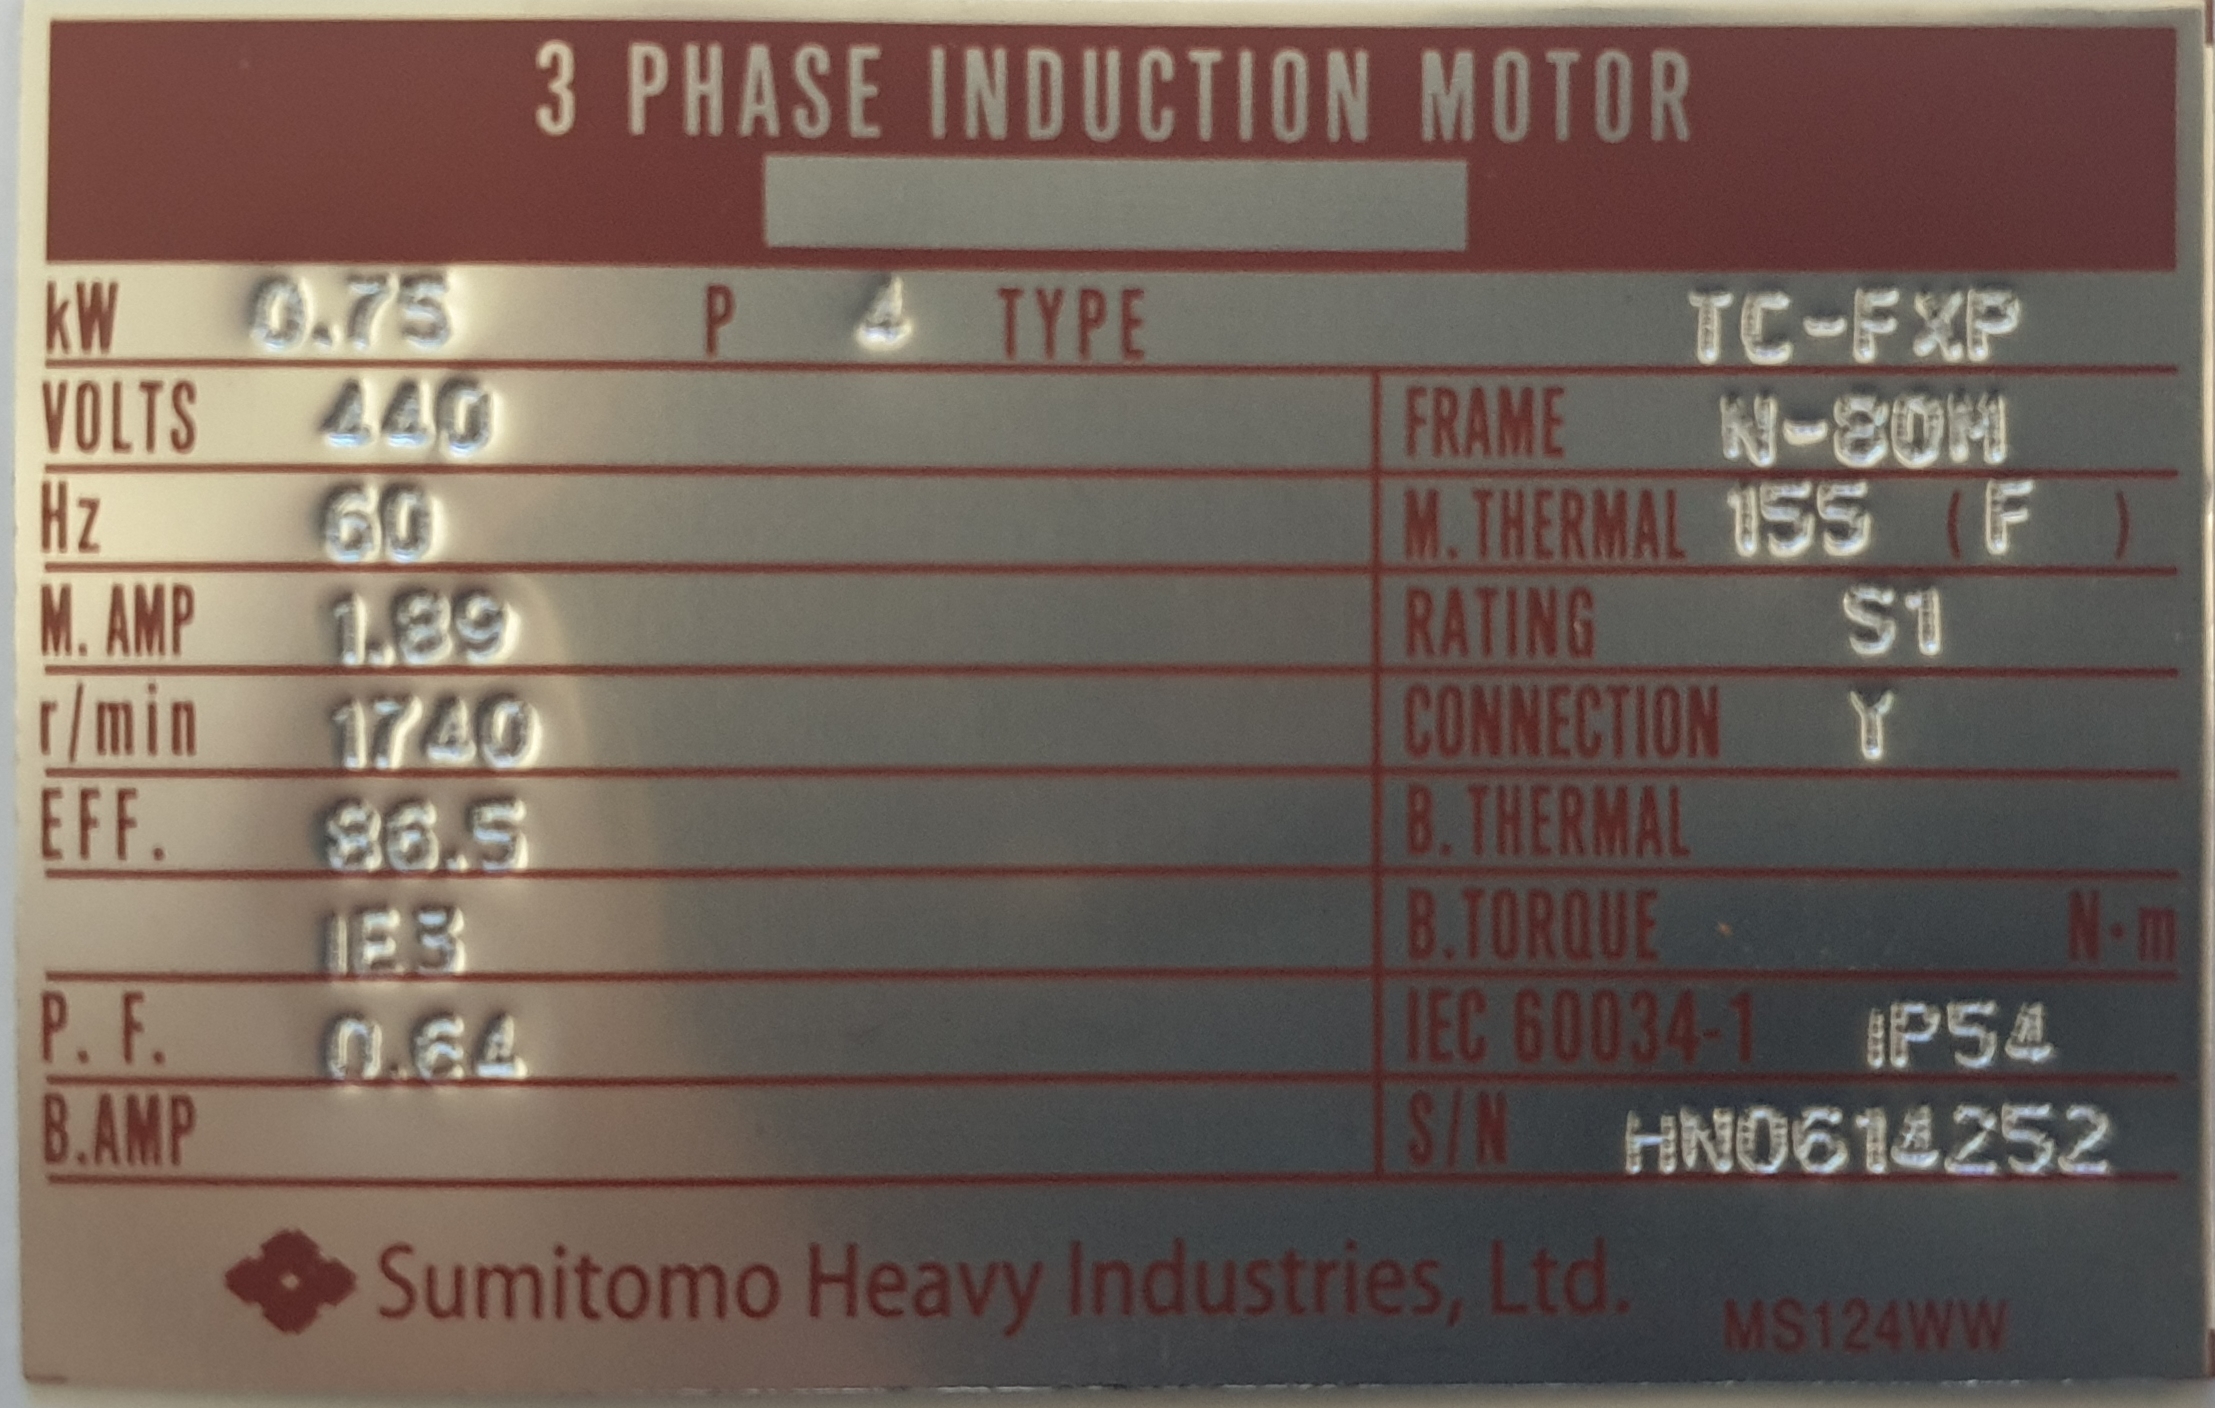 3 PHASE INDUCTION MOTOR
kW 0.75 P 4 TYPE TC-FXP
VOLTS 440 FRAME N-80M
Hz 60 M.THERMAL 155 (F )
M. AMP 1.89 RATING S1
r/min 1740 CONNECTION Y
EFF. 86.5 B.THERMAL
IE3 B.TORQUE N·m
P. F. 0.64 IEC 60034-1 IP54
B.AMP S/N HN0614252
Sumitomo Heavy Industries, Ltd. MS124WW